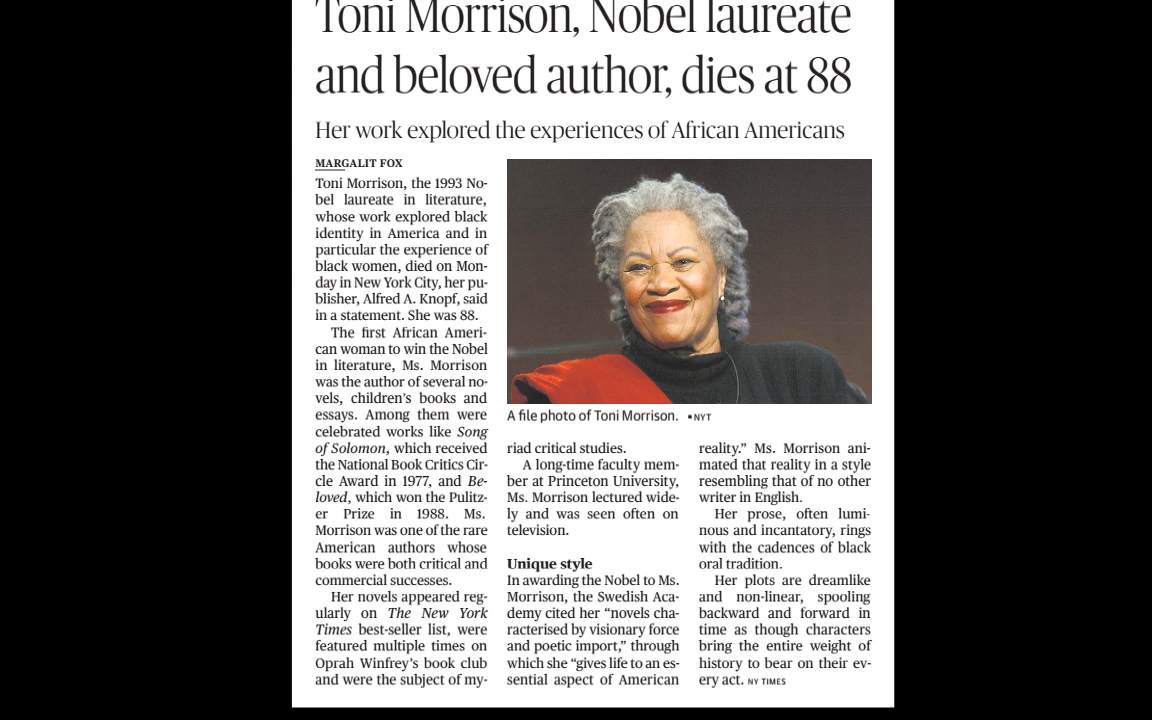 Toni Morrison, Nobel laureate
and beloved author, dies at 88
Her work explored the experiences of African Americans
MARGALIT FOX
Toni Morrison, the 1993 No-
bel laureate in literature,
whose work explored black
identity in America and in
particular the experience of
black women, died on Mon-
day in New York City, her pu-
blisher, Alfred A. Knopf, said
in a statement. She was 88.
The first African Ameri-
can woman to win the Nobel
in literature, Ms. Morrison
was the author of several no-
vels, children's books and
essays. Among them were
celebrated works like Song
of Solomon, which received
the National Book Critics Cir-
cle Award in 1977, and Be-
loved, which won the Pulitz-
er Prize in 1988. Ms.
Morrison was one of the rare
American authors whose
books were both critical and
commercial successes.
Her novels appeared reg-
ularly on The New York
Times best-seller list, were
featured multiple times on
Oprah Winfrey's book club
and were the subject of my-
A file photo of Toni Morrison. ▪NYT
riad critical studies.
A long-time faculty mem-
ber at Princeton University,
Ms. Morrison lectured wide-
ly and was seen often on
television.
Unique style
In awarding the Nobel to Ms.
Morrison, the Swedish Aca-
demy cited her “novels cha-
racterised by visionary force
and poetic import,” through
which she “gives life to an es-
sential aspect of American
reality.” Ms. Morrison ani-
mated that reality in a style
resembling that of no other
writer in English.
Her prose, often lumi-
nous and incantatory, rings
with the cadences of black
oral tradition.
Her plots are dreamlike
and non-linear, spooling
backward and forward in
time as though characters
bring the entire weight of
history to bear on their ev-
ery act. NY TIMES